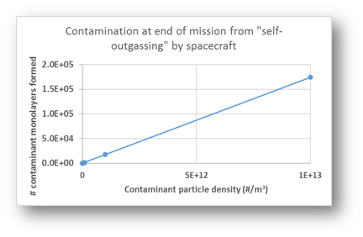 Contamination at end of mission from "self-
outgassing" by spacecraft
# contaminant monolayers formed
2.0E+05
1.5E+05
1.0E+05
5.0E+04
0.0E+00
0
5E+12
1E+13
Contaminant particle density (#/m³)